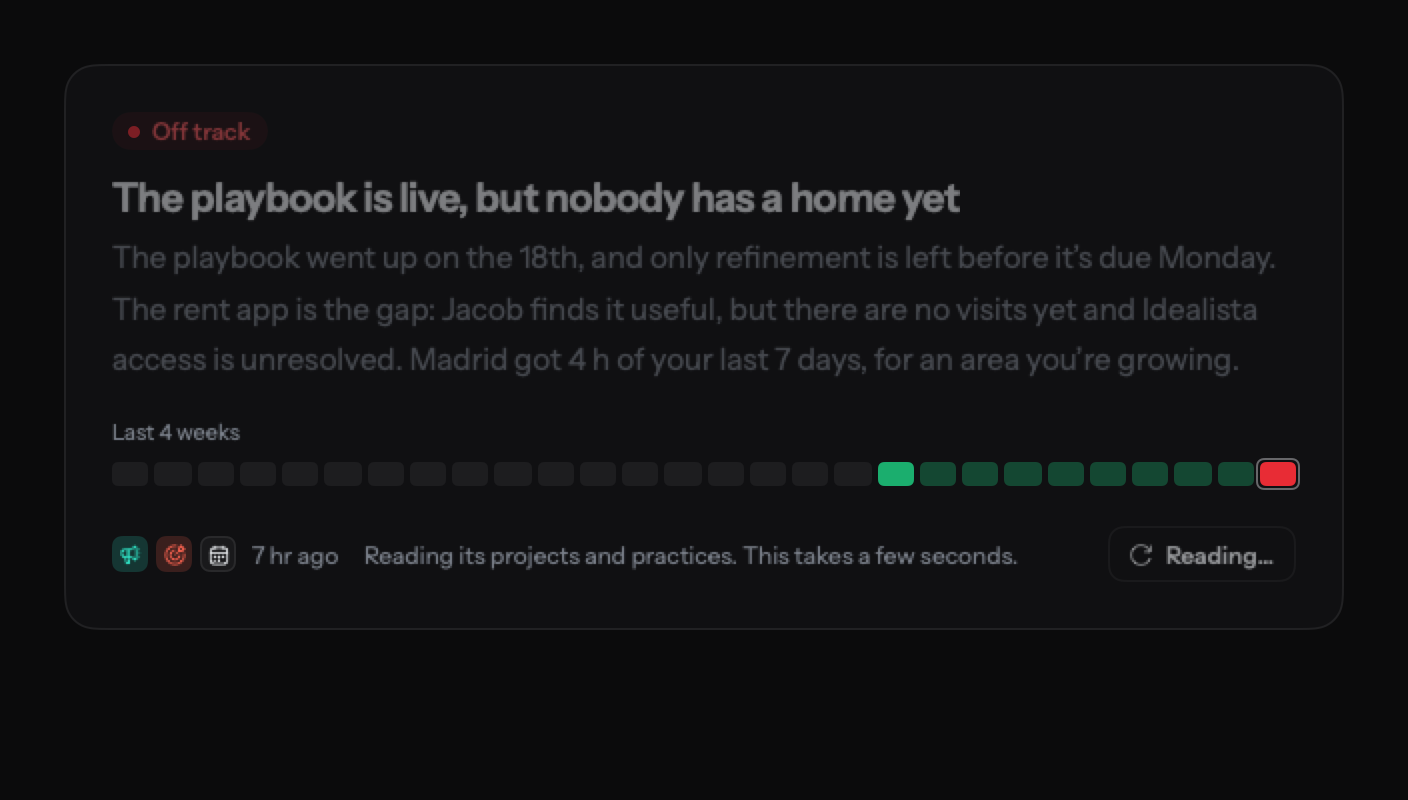 Off track
The playbook is live, but nobody has a home yet
The playbook went up on the 18th, and only refinement is left before it’s due Monday.
The rent app is the gap: Jacob finds it useful, but there are no visits yet and Idealista
access is unresolved. Madrid got 4 h of your last 7 days, for an area you’re growing.
Last 4 weeks
7 hr ago Reading its projects and practices. This takes a few seconds. Reading...